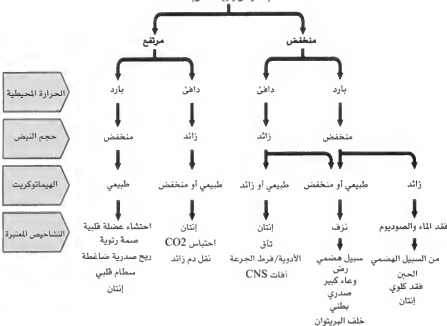 مرتفع منخفض
الحرارة المحيطية بارد دافئ دافئ بارد
حجم النبض منخفض زائد زائد منخفض
الهيماتوكريت طبيعي طبيعي أو منخفض طبيعي أو زائد طبيعي أو منخفض زائد
التشاخيص المعتبرة
احتشاء عضلة قلبية
صمة رئوية
ريح صدرية ضاغطة
سطام قلبي
إنتان
إنتان
احتباس CO2
نقل دم زائد
إنتان
تأق
الأدوية/فرط الجرعة
آفات CNS
نزف
سبيل هضمي
رض
وعاء كبير
صدري
بطني
خلف البريتوان
فقد الماء والصوديوم
من السبيل الهضمي
الحبن
فقد كلوي
إنتان